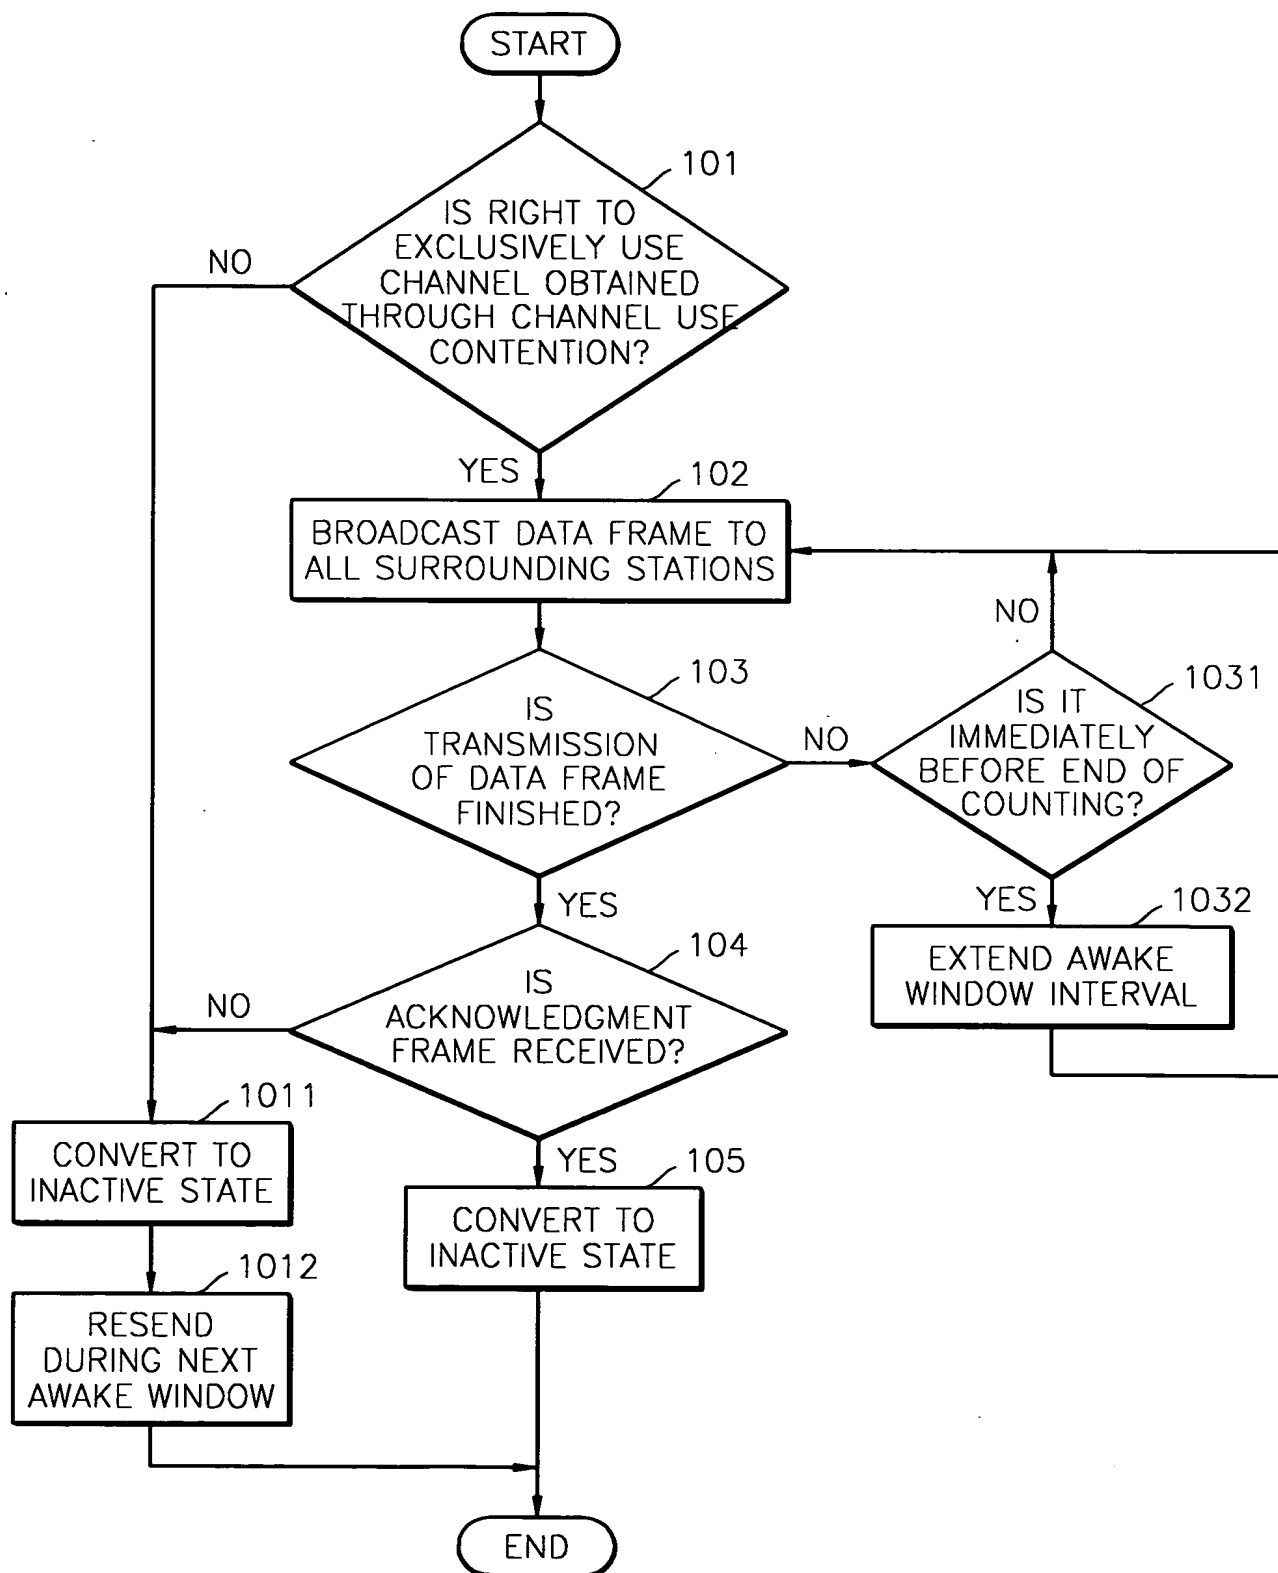 START
101
IS RIGHT TO
EXCLUSIVELY USE
CHANNEL OBTAINED
THROUGH CHANNEL USE
CONTENTION?
NO
YES
102
BROADCAST DATA FRAME TO
ALL SURROUNDING STATIONS
NO
103
IS
TRANSMISSION
OF DATA FRAME
FINISHED?
NO
1031
IS IT
IMMEDIATELY
BEFORE END OF
COUNTING?
YES
YES
1032
EXTEND AWAKE
WINDOW INTERVAL
104
IS
ACKNOWLEDGMENT
FRAME RECEIVED?
NO
1011
CONVERT TO
INACTIVE STATE
YES
105
CONVERT TO
INACTIVE STATE
1012
RESEND
DURING NEXT
AWAKE WINDOW
END